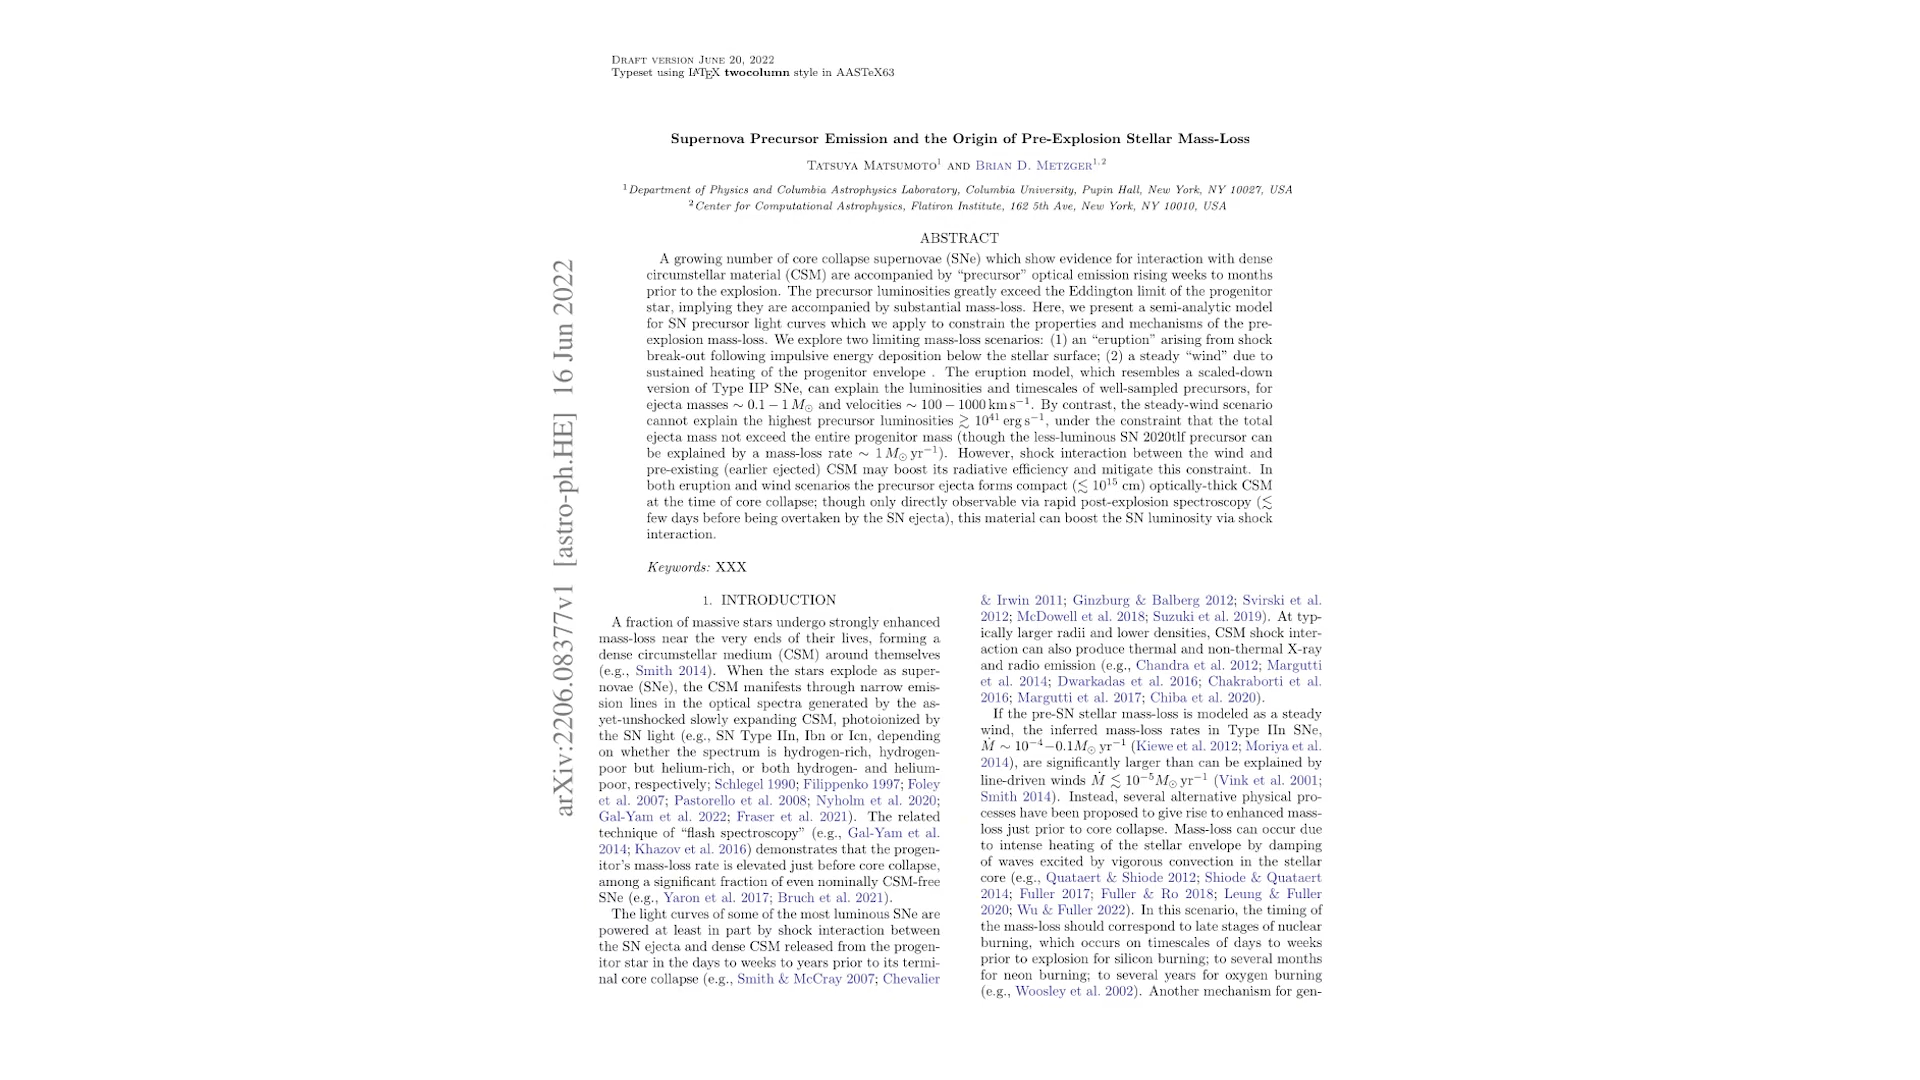 DRAFT VERSION JUNE 20, 2022
Typeset using LATEX twocolumn style in AASTeX63
Supernova Precursor Emission and the Origin of Pre-Explosion Stellar Mass-Loss
TATSUYA MATSUMOTO¹ AND BRIAN D. METZGER¹,²
¹Department of Physics and Columbia Astrophysics Laboratory, Columbia University, Pupin Hall, New York, NY 10027, USA
²Center for Computational Astrophysics, Flatiron Institute, 162 5th Ave, New York, NY 10010, USA
ABSTRACT
A growing number of core collapse supernovae (SNe) which show evidence for interaction with dense
circumstellar material (CSM) are accompanied by “precursor” optical emission rising weeks to months
prior to the explosion. The precursor luminosities greatly exceed the Eddington limit of the progenitor
star, implying they are accompanied by substantial mass-loss. Here, we present a semi-analytic model
for SN precursor light curves which we apply to constrain the properties and mechanisms of the pre-
explosion mass-loss. We explore two limiting mass-loss scenarios: (1) an “eruption” arising from shock
break-out following impulsive energy deposition below the stellar surface; (2) a steady “wind” due to
sustained heating of the progenitor envelope . The eruption model, which resembles a scaled-down
version of Type IIP SNe, can explain the luminosities and timescales of well-sampled precursors, for
ejecta masses ∼ 0.1 − 1 M⊙ and velocities ∼ 100 − 1000 km s⁻¹. By contrast, the steady-wind scenario
cannot explain the highest precursor luminosities ≳ 10⁴¹ erg s⁻¹, under the constraint that the total
ejecta mass not exceed the entire progenitor mass (though the less-luminous SN 2020tlf precursor can
be explained by a mass-loss rate ∼ 1 M⊙ yr⁻¹). However, shock interaction between the wind and
pre-existing (earlier ejected) CSM may boost its radiative efficiency and mitigate this constraint. In
both eruption and wind scenarios the precursor ejecta forms compact (≲ 10¹⁵ cm) optically-thick CSM
at the time of core collapse; though only directly observable via rapid post-explosion spectroscopy (≲
few days before being overtaken by the SN ejecta), this material can boost the SN luminosity via shock
interaction.
Keywords: XXX
1. INTRODUCTION
A fraction of massive stars undergo strongly enhanced
mass-loss near the very ends of their lives, forming a
dense circumstellar medium (CSM) around themselves
(e.g., Smith 2014). When the stars explode as super-
novae (SNe), the CSM manifests through narrow emis-
sion lines in the optical spectra generated by the as-
yet-unshocked slowly expanding CSM, photoionized by
the SN light (e.g., SN Type IIn, Ibn or Icn, depending
on whether the spectrum is hydrogen-rich, hydrogen-
poor but helium-rich, or both hydrogen- and helium-
poor, respectively; Schlegel 1990; Filippenko 1997; Foley
et al. 2007; Pastorello et al. 2008; Nyholm et al. 2020;
Gal-Yam et al. 2022; Fraser et al. 2021). The related
technique of “flash spectroscopy” (e.g., Gal-Yam et al.
2014; Khazov et al. 2016) demonstrates that the progen-
itor's mass-loss rate is elevated just before core collapse,
among a significant fraction of even nominally CSM-free
SNe (e.g., Yaron et al. 2017; Bruch et al. 2021).
The light curves of some of the most luminous SNe are
powered at least in part by shock interaction between
the SN ejecta and dense CSM released from the progen-
itor star in the days to weeks to years prior to its termi-
nal core collapse (e.g., Smith & McCray 2007; Chevalier
& Irwin 2011; Ginzburg & Balberg 2012; Svirski et al.
2012; McDowell et al. 2018; Suzuki et al. 2019). At typ-
ically larger radii and lower densities, CSM shock inter-
action can also produce thermal and non-thermal X-ray
and radio emission (e.g., Chandra et al. 2012; Margutti
et al. 2014; Dwarkadas et al. 2016; Chakraborti et al.
2016; Margutti et al. 2017; Chiba et al. 2020).
If the pre-SN stellar mass-loss is modeled as a steady
wind, the inferred mass-loss rates in Type IIn SNe,
Ṁ ∼ 10⁻⁴−0.1M⊙ yr⁻¹ (Kiewe et al. 2012; Moriya et al.
2014), are significantly larger than can be explained by
line-driven winds Ṁ ≲ 10⁻⁵M⊙ yr⁻¹ (Vink et al. 2001;
Smith 2014). Instead, several alternative physical pro-
cesses have been proposed to give rise to enhanced mass-
loss just prior to core collapse. Mass-loss can occur due
to intense heating of the stellar envelope by damping
of waves excited by vigorous convection in the stellar
core (e.g., Quataert & Shiode 2012; Shiode & Quataert
2014; Fuller 2017; Fuller & Ro 2018; Leung & Fuller
2020; Wu & Fuller 2022). In this scenario, the timing of
the mass-loss should correspond to late stages of nuclear
burning, which occurs on timescales of days to weeks
prior to explosion for silicon burning; to several months
for neon burning; to several years for oxygen burning
(e.g., Woosley et al. 2002). Another mechanism for gen-
arXiv:2206.08377v1 [astro-ph.HE] 16 Jun 2022